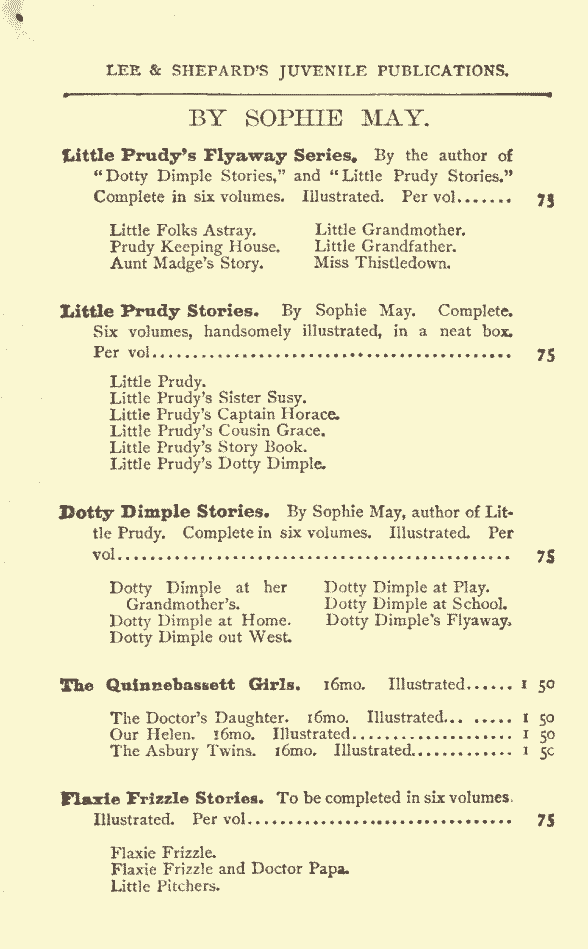 LEE & SHEPARD'S JUVENILE PUBLICATIONS.
BY SOPHIE MAY.
Little Prudy's Flyaway Series. By the author of
"Dotty Dimple Stories," and "Little Prudy Stories."
Complete in six volumes. Illustrated. Per vol....... 75
Little Folks Astray. Little Grandmother.
Prudy Keeping House. Little Grandfather.
Aunt Madge's Story. Miss Thistledown.
Little Prudy Stories. By Sophie May. Complete.
Six volumes, handsomely illustrated, in a neat box.
Per vol............................................ 75
Little Prudy.
Little Prudy's Sister Susy.
Little Prudy's Captain Horace.
Little Prudy's Cousin Grace.
Little Prudy's Story Book.
Little Prudy's Dotty Dimple.
Dotty Dimple Stories. By Sophie May, author of Lit-
tle Prudy. Complete in six volumes. Illustrated. Per
vol................................................ 75
Dotty Dimple at her Dotty Dimple at Play.
Grandmother's. Dotty Dimple at School.
Dotty Dimple at Home. Dotty Dimple's Flyaway.
Dotty Dimple out West.
The Quinnebassett Girls. 16mo. Illustrated...... 1 50
The Doctor's Daughter. 16mo. Illustrated... ..... 1 50
Our Helen. 16mo. Illustrated.................... 1 50
The Asbury Twins. 16mo. Illustrated............. 1 50
Flaxie Frizzle Stories. To be completed in six volumes.
Illustrated. Per vol................................ 75
Flaxie Frizzle.
Flaxie Frizzle and Doctor Papa.
Little Pitchers.